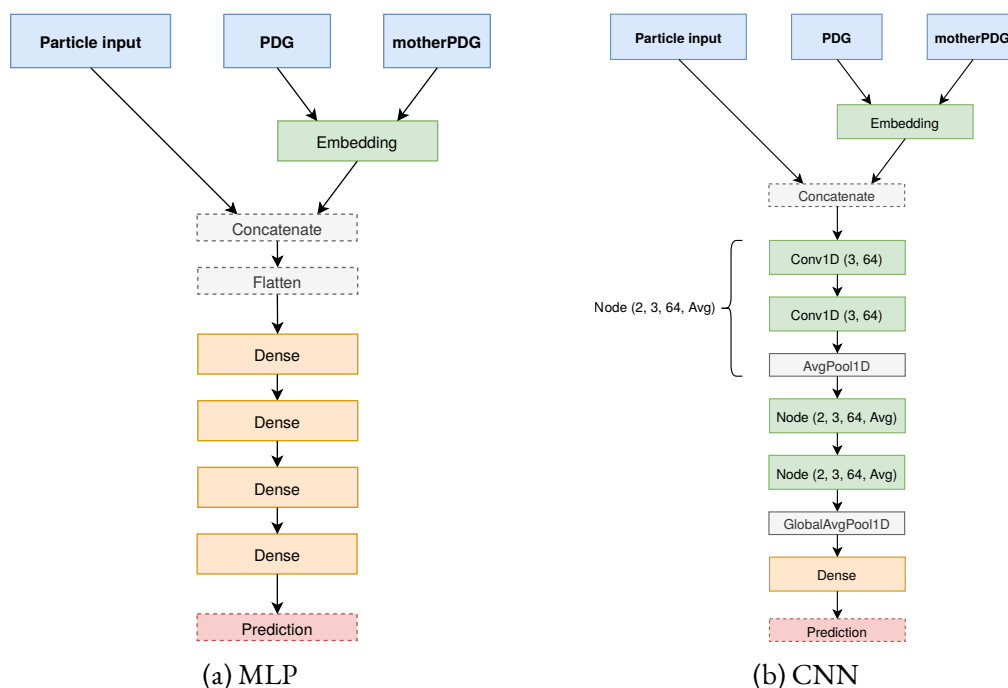 Particle input
PDG
motherPDG
Embedding
Concatenate
Flatten
Dense
Dense
Dense
Dense
Prediction
(a) MLP
Particle input
PDG
motherPDG
Embedding
Concatenate
Conv1D (3, 64)
Node (2, 3, 64, Avg)
Conv1D (3, 64)
AvgPool1D
Node (2, 3, 64, Avg)
Node (2, 3, 64, Avg)
GlobalAvgPool1D
Dense
Prediction
(b) CNN